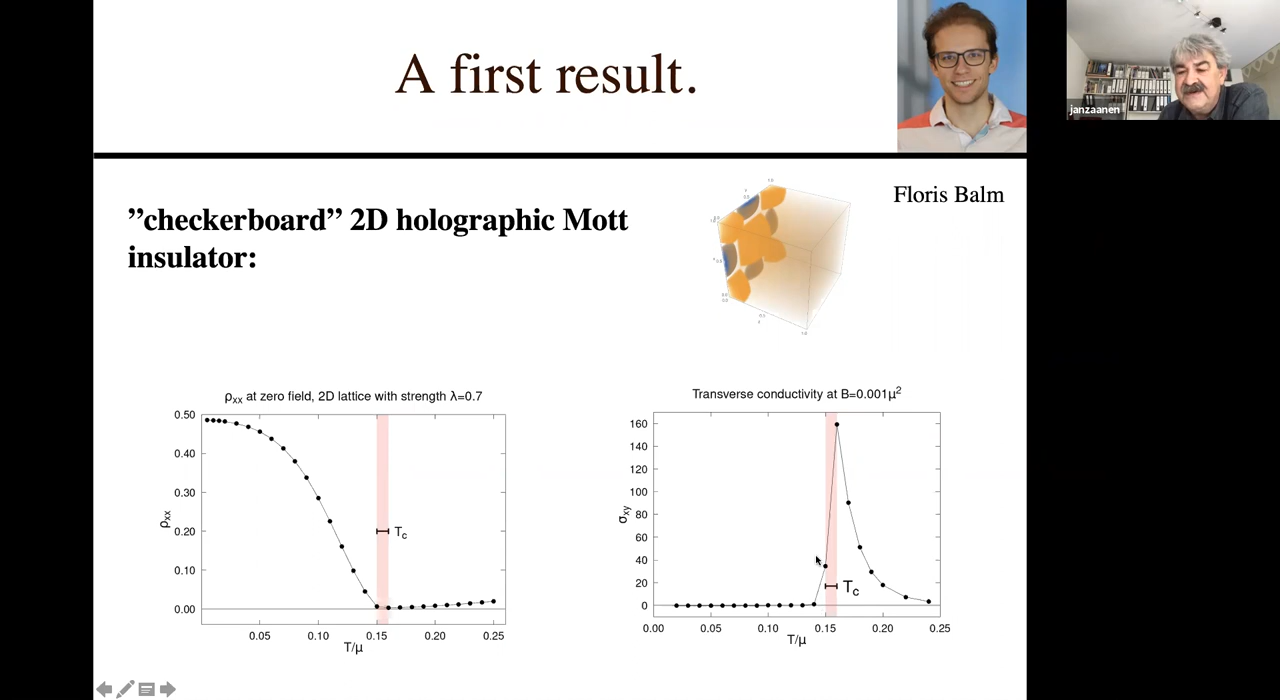 A first result.
janzaanen
Floris Balm
”checkerboard” 2D holographic Mott
insulator:
ρxx at zero field, 2D lattice with strength λ=0.7
0.50
0.40
0.30
0.20
0.10
0.00
ρxx
Tc
0.05 0.10 0.15 0.20 0.25
T/μ
Transverse conductivity at B=0.001μ²
160
140
120
100
80
60
40
20
0
σxy
Tc
0.00 0.05 0.10 0.15 0.20 0.25
T/μ